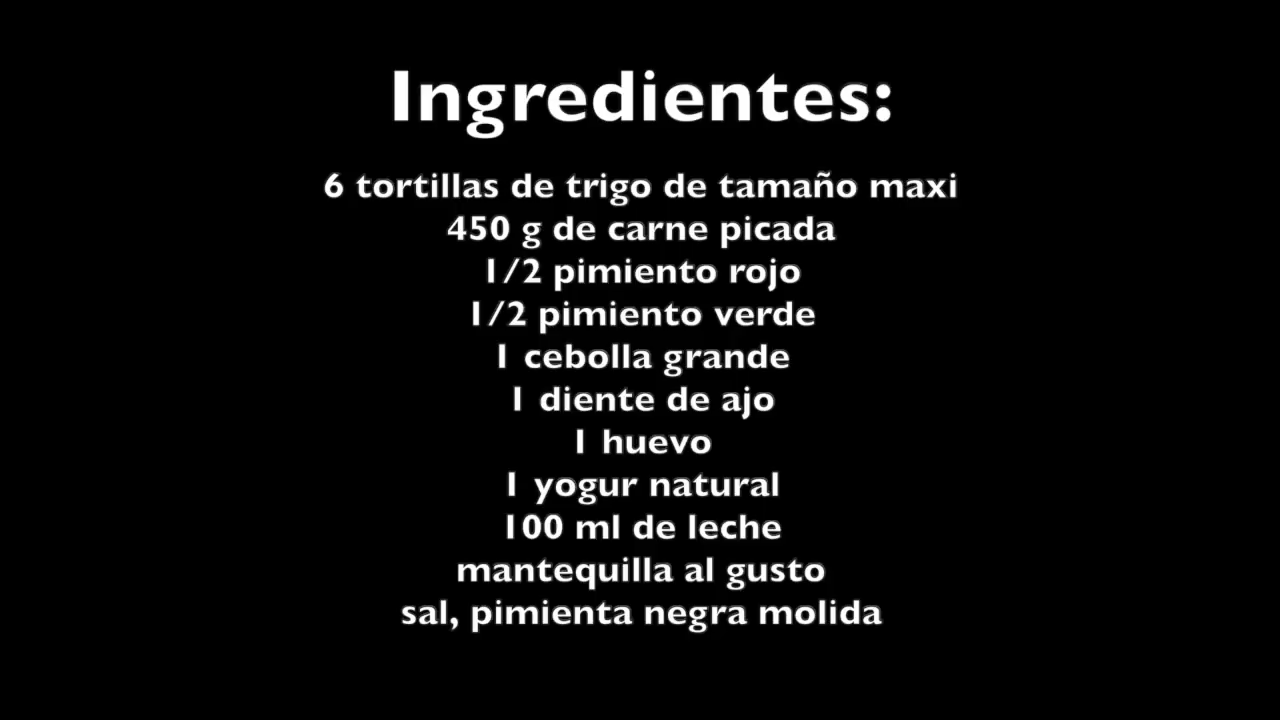 Ingredientes:
6 tortillas de trigo de tamaño maxi
450 g de carne picada
1/2 pimiento rojo
1/2 pimiento verde
1 cebolla grande
1 diente de ajo
1 huevo
1 yogur natural
100 ml de leche
mantequilla al gusto
sal, pimienta negra molida